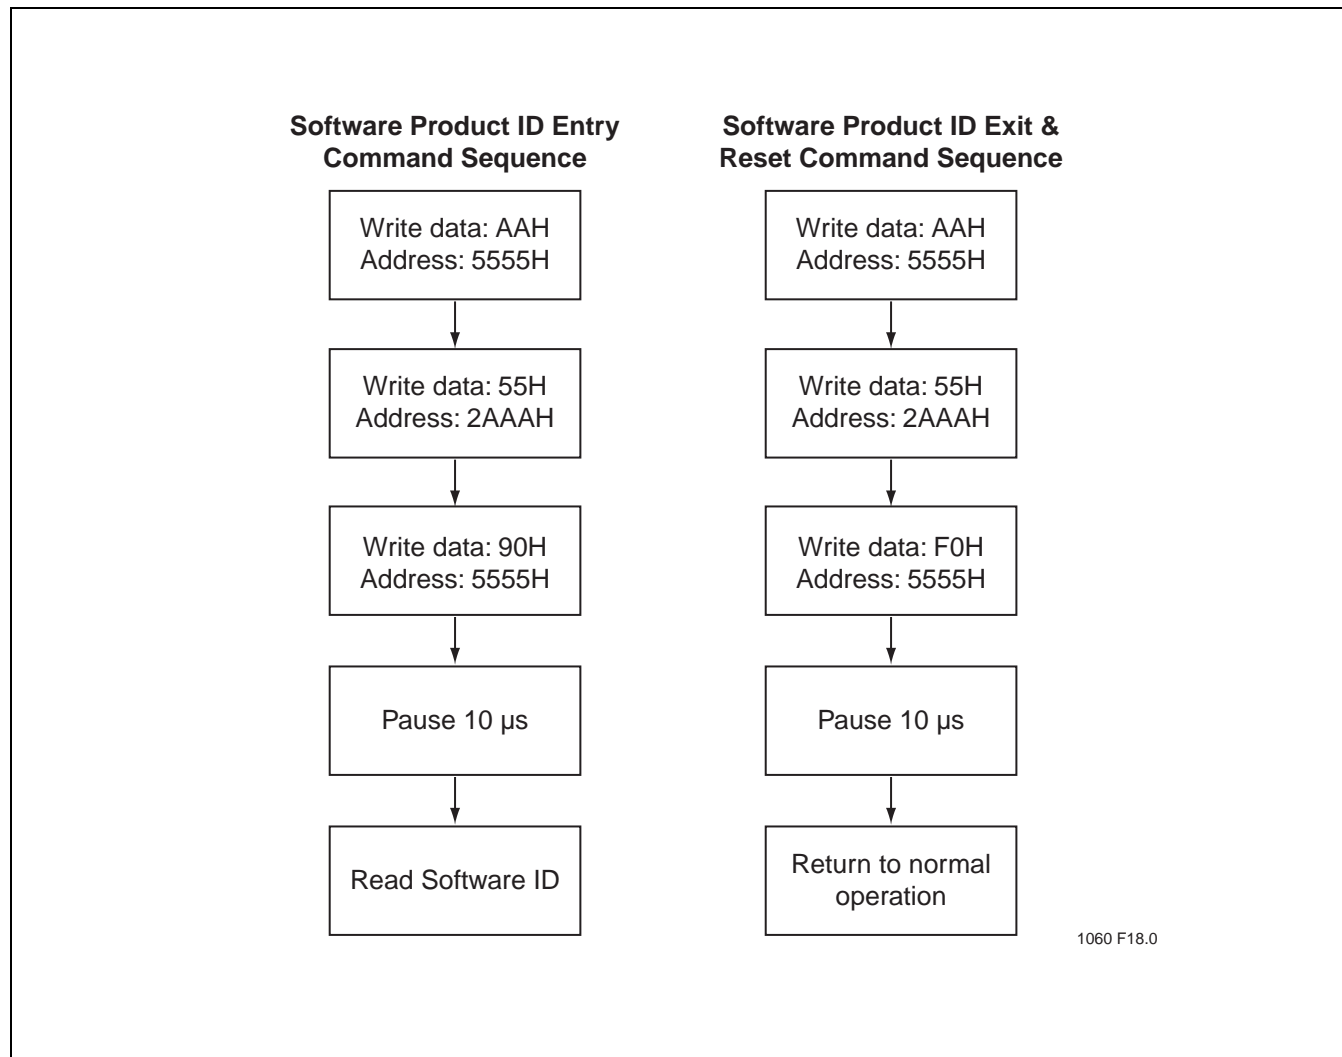 Software Product ID Entry
Command Sequence
Write data: AAH
Address: 5555H
Write data: 55H
Address: 2AAAH
Write data: 90H
Address: 5555H
Pause 10 µs
Read Software ID
Software Product ID Exit &
Reset Command Sequence
Write data: AAH
Address: 5555H
Write data: 55H
Address: 2AAAH
Write data: F0H
Address: 5555H
Pause 10 µs
Return to normal
operation
1060 F18.0